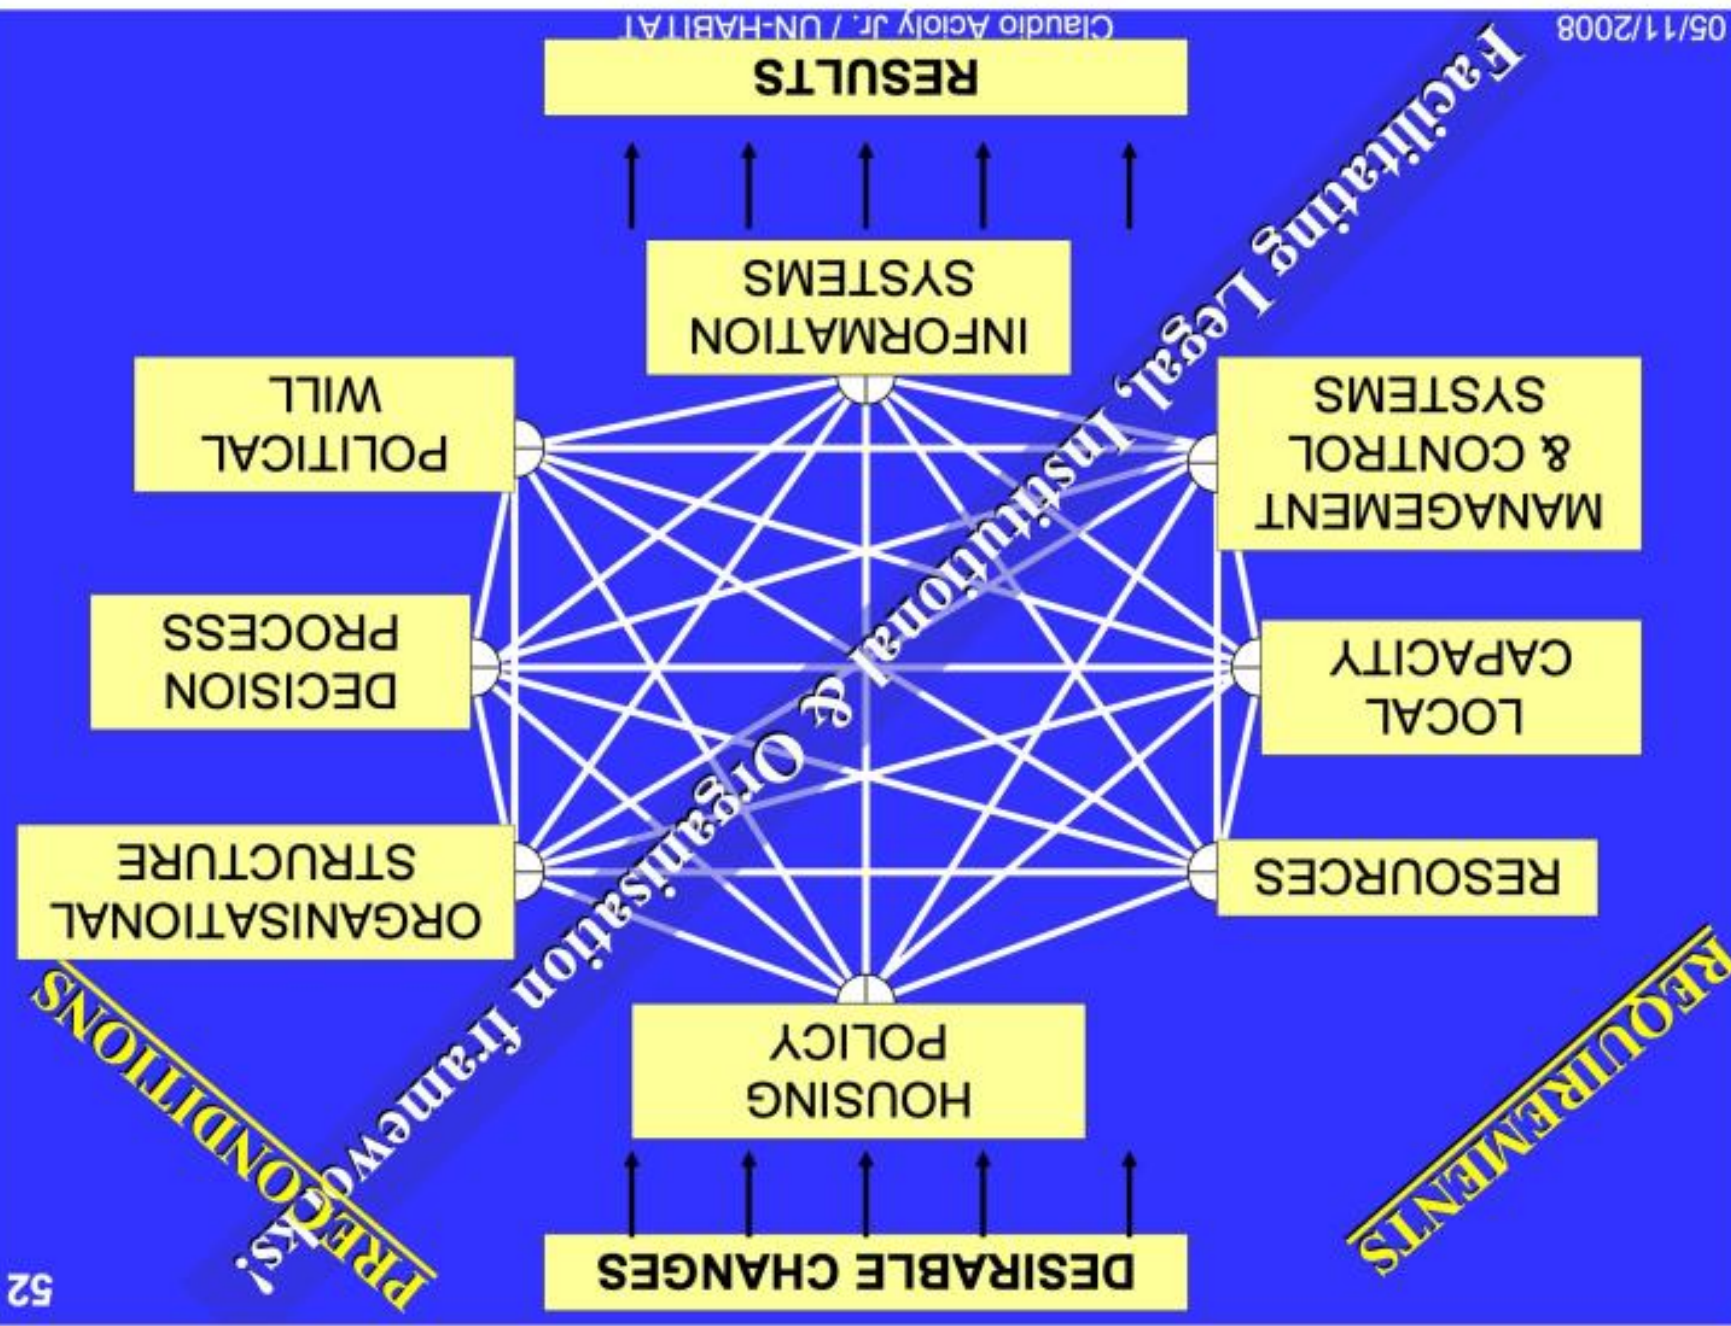 52
DESIRABLE CHANGES
REQUIREMENTS
PRECONDITIONS
HOUSING
POLICY
RESOURCES
ORGANISATIONAL
STRUCTURE
LOCAL
CAPACITY
DECISION
PROCESS
MANAGEMENT
& CONTROL
SYSTEMS
POLITICAL
WILL
INFORMATION
SYSTEMS
Facilitating Legal, Institutional & Organisation frameworks!
RESULTS
05/11/2008
Claudio Acioly Jr. / UN-HABITAT